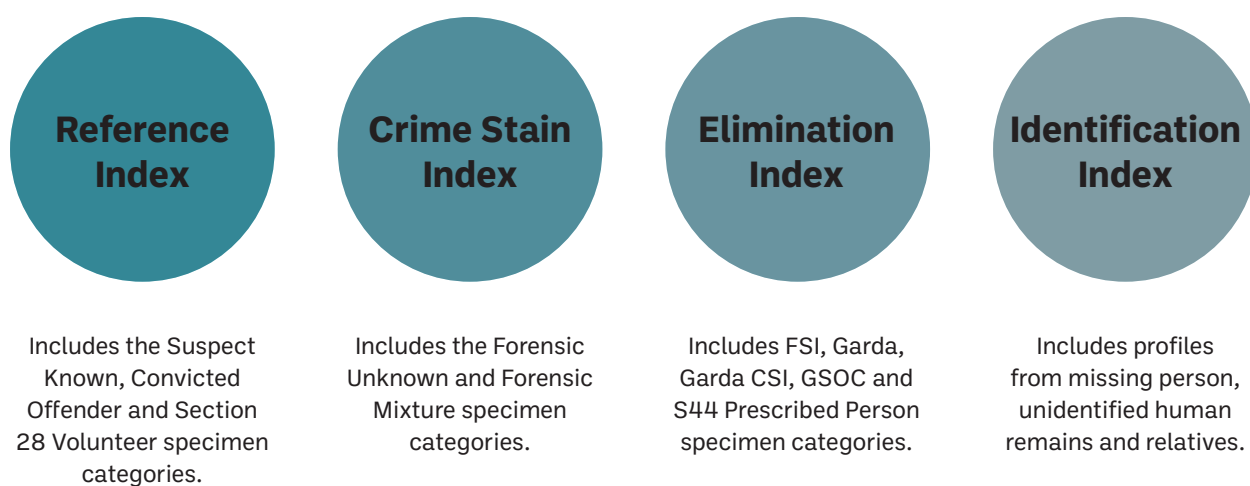 Reference
Index
Crime Stain
Index
Elimination
Index
Identification
Index
Includes the Suspect
Known, Convicted
Offender and Section
28 Volunteer specimen
categories.
Includes the Forensic
Unknown and Forensic
Mixture specimen
categories.
Includes FSI, Garda,
Garda CSI, GSOC and
S44 Prescribed Person
specimen categories.
Includes profiles
from missing person,
unidentified human
remains and relatives.